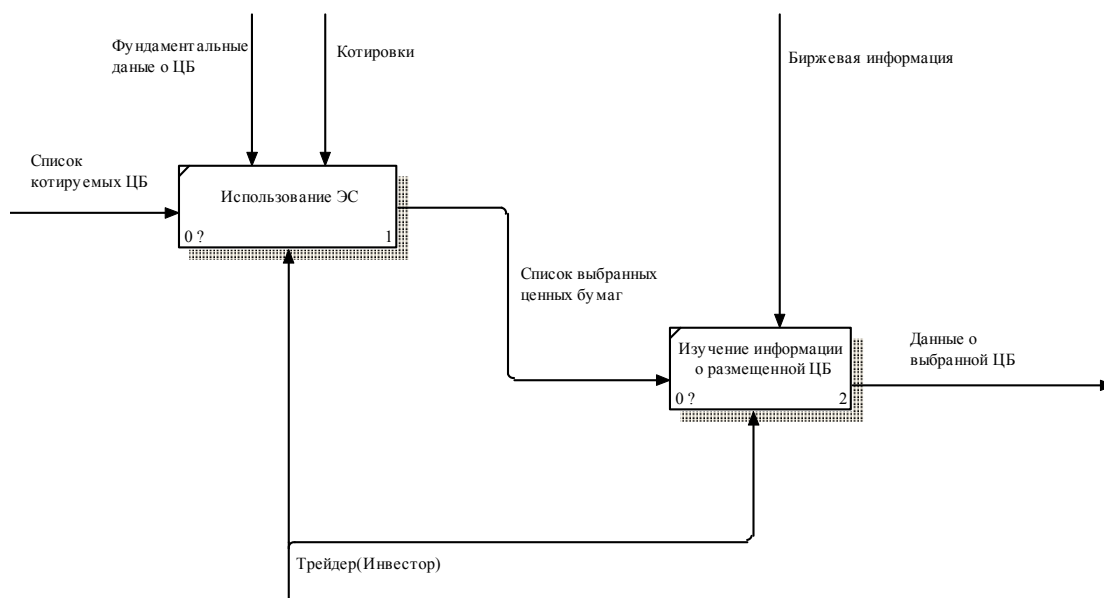 Фундаментальные
даные о ЦБ
Котировки
Биржевая информация
Список
котируемых ЦБ
Использование ЭС
0 ?
1
Список выбранных
ценных бумаг
Изучение информации
о размещенной ЦБ
0 ?
2
Данные о
выбранной ЦБ
Трейдер(Инвестор)